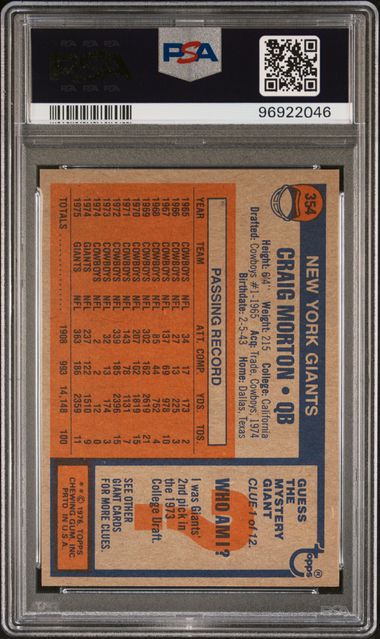 PSA
96922046
354
NEW YORK GIANTS
CRAIG MORTON • QB
Height: 6'4" Weight: 215 College: California
Drafted: Cowboys #1-1965 Acq: Trade, Cowboys, 1974
Birthdate: 2-5-43 Home: Dallas, Texas
PASSING RECORD
YEAR TEAM ATT. COMP. YDS. TDS.
1965 COWBOYS NFL 34 17 173 2
1966 COWBOYS NFL 27 13 225 3
1967 COWBOYS NFL 137 69 978 10
1968 COWBOYS NFL 85 44 752 4
1969 COWBOYS NFL 302 162 2619 21
1970 COWBOYS NFL 207 102 1819 15
1971 COWBOYS NFL 143 78 1131 7
1972 COWBOYS NFL 339 185 2396 15
1973 COWBOYS NFL 32 13 174 3
1974 COWBOYS NFL 2 2 12 0
1974 GIANTS NFL 237 122 1510 9
1975 GIANTS NFL 363 186 2359 11
TOTALS 1908 993 14,148 100
Topps®
GUESS
THE
MYSTERY
GIANT
CLUE 1 of 12.
WHO AM I?
I was Giants'
2nd pick in
the 1973
College Draft.
SEE OTHER
GIANT CARDS
FOR MORE CLUES.
**© 1976 TOPPS
CHEWING GUM, INC.
PRTD IN U.S.A.